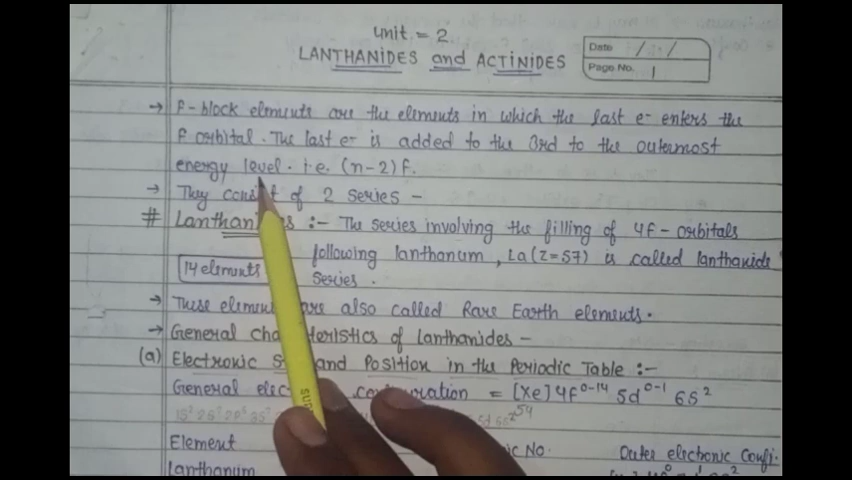 Unit = 2
LANTHANIDES and ACTINIDES
Date / /
Page No. 1
→ F-block elements are the elements in which the last e- enters the
F orbital. The last e- is added to the 3rd to the outermost
energy level. i.e. (n-2) F.
→ They consist of 2 series -
# Lanthan s :- The series involving the filling of 4F- orbitals
following lanthanum, La(Z=57) is called lanthanide
14 elements series.
→ These element are also called Rare Earth elements.
→ General cha teristics of lanthanides -
(a) Electronic S and Position in the Periodic Table :-
General elec configuration = [Xe] 4F⁰⁻¹⁴ 5d⁰⁻¹ 6S²
Element ic No. Outer electronic Confi.
Lanthanum